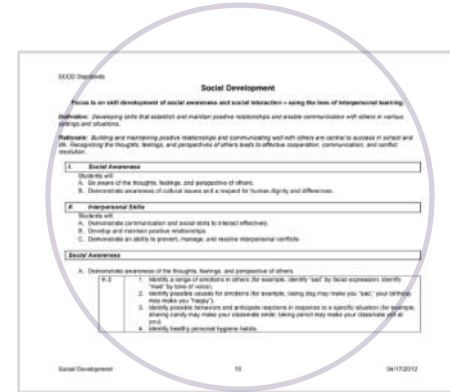 SEICD Standards
Social Development
Focus is on skill development of social awareness and social interaction – using the lens of interpersonal learning.
Definition: Developing skills that establish and maintain positive relationships and enable communication with others in various
settings and situations.
Rationale: Building and maintaining positive relationships and communicating well with others are central to success in school and
life. Recognizing the thoughts, feelings, and perspectives of others leads to effective cooperation, communication, and conflict
resolution.
I. Social Awareness
Students will:
A. Be aware of the thoughts, feelings, and perspective of others.
B. Demonstrate awareness of cultural issues and a respect for human dignity and differences.
II. Interpersonal Skills
Students will:
A. Demonstrate communication and social skills to interact effectively.
B. Develop and maintain positive relationships.
C. Demonstrate an ability to prevent, manage, and resolve interpersonal conflicts.
Social Awareness
A. Demonstrate awareness of the thoughts, feelings, and perspective of others.
K-2 1. Identify a range of emotions in others (for example, identify "sad" by facial expression; identify
"mad" by tone of voice).
2. Identify possible causes for emotions (for example, losing dog may make you "sad," your birthday
may make you "happy").
3. Identify possible behaviors and anticipate reactions in response to a specific situation (for example,
sharing candy may make your classmate smile; taking pencil may make your classmate yell at
you).
4. Identify healthy personal hygiene habits.
Social Development 10 04/17/2012